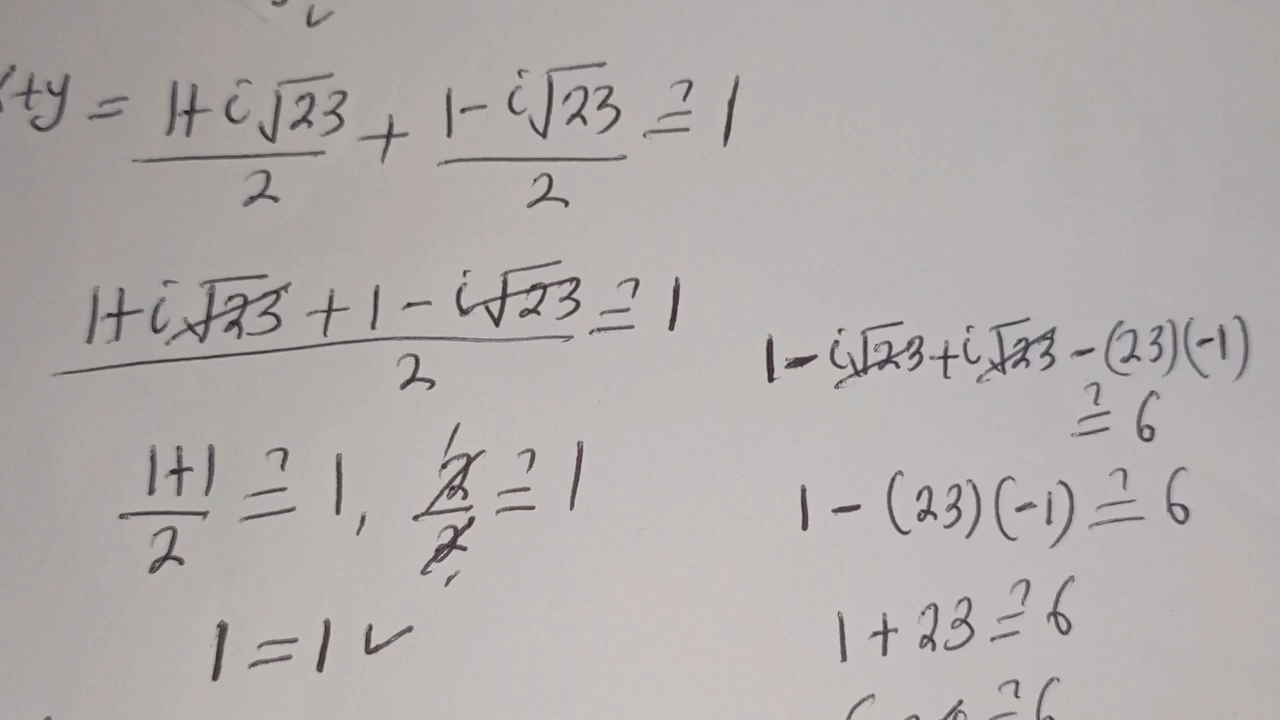 x+y = (1+i√23)/2 + (1-i√23)/2 ≟ 1
(1+i√23+1-i√23)/2 ≟ 1
(1+1)/2 ≟ 1, 2/2 ≟ 1
1=1 ✓
1-i√23+i√23-(23)(-1)
≟ 6
1-(23)(-1) ≟ 6
1+23 ≟ 6
≟ 6